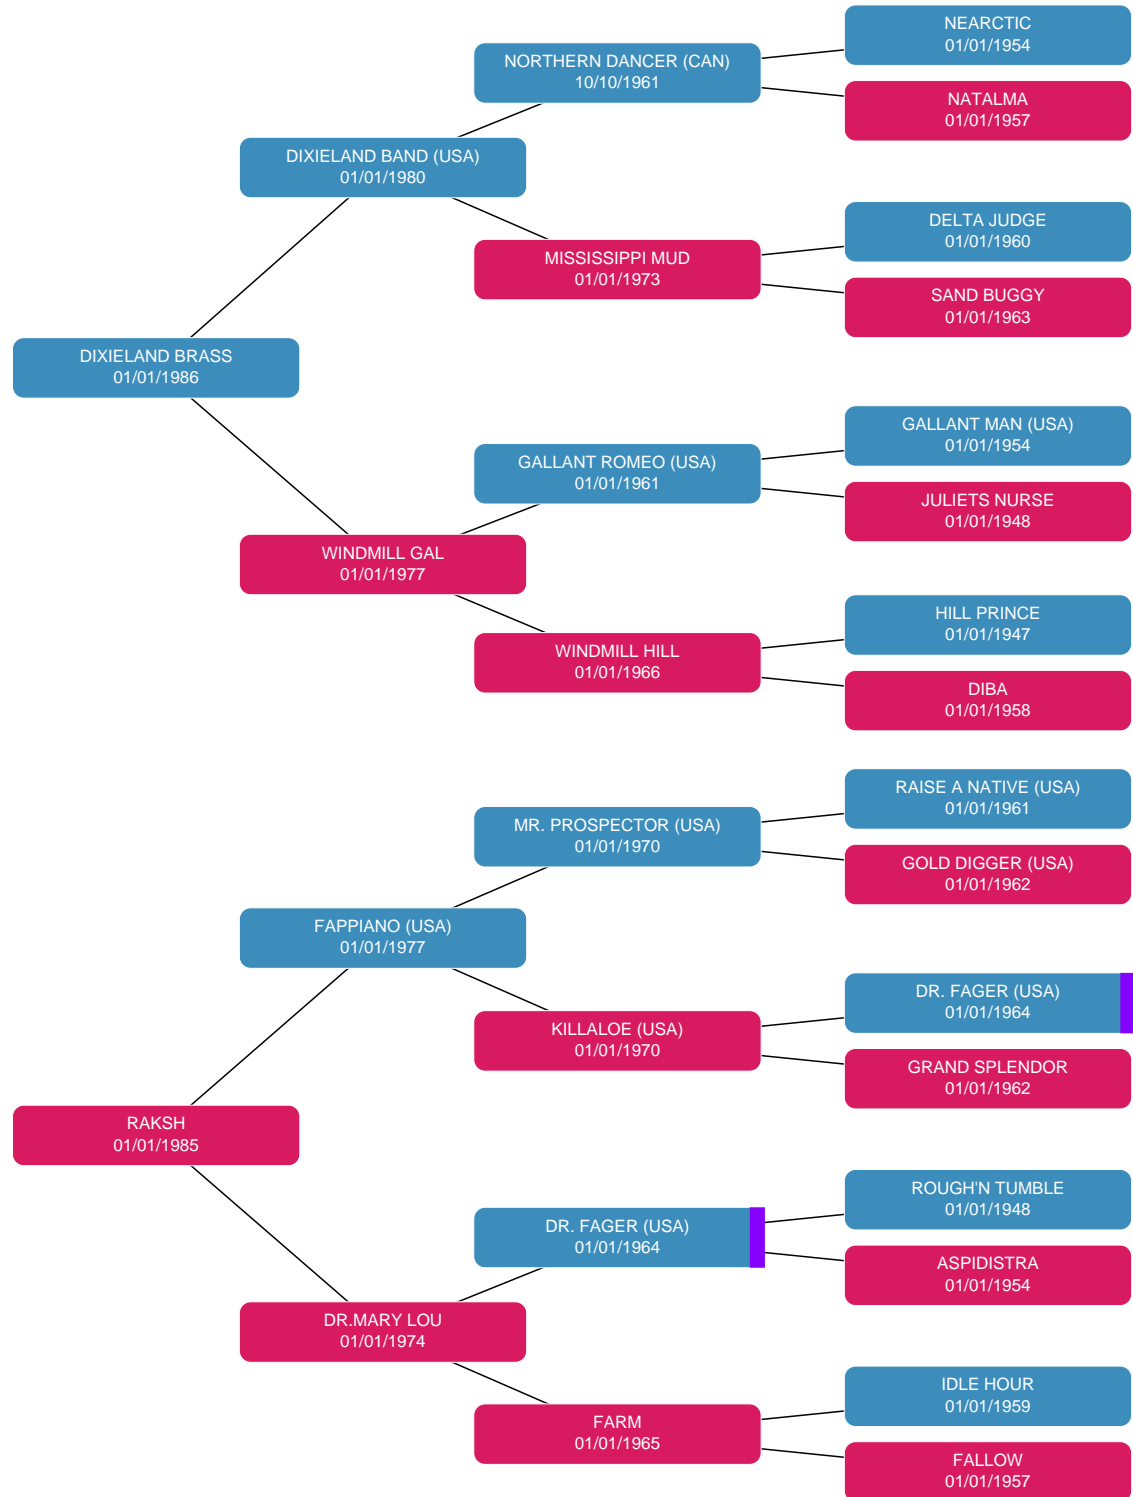 NEARCTIC
01/01/1954
NORTHERN DANCER (CAN)
10/10/1961
NATALMA
01/01/1957
DIXIELAND BAND (USA)
01/01/1980
DELTA JUDGE
01/01/1960
MISSISSIPPI MUD
01/01/1973
SAND BUGGY
01/01/1963
DIXIELAND BRASS
01/01/1986
GALLANT MAN (USA)
01/01/1954
GALLANT ROMEO (USA)
01/01/1961
JULIETS NURSE
01/01/1948
WINDMILL GAL
01/01/1977
HILL PRINCE
01/01/1947
WINDMILL HILL
01/01/1966
DIBA
01/01/1958
RAISE A NATIVE (USA)
01/01/1961
MR. PROSPECTOR (USA)
01/01/1970
GOLD DIGGER (USA)
01/01/1962
FAPPIANO (USA)
01/01/1977
DR. FAGER (USA)
01/01/1964
KILLALOE (USA)
01/01/1970
GRAND SPLENDOR
01/01/1962
RAKSH
01/01/1985
ROUGH'N TUMBLE
01/01/1948
DR. FAGER (USA)
01/01/1964
ASPIDISTRA
01/01/1954
DR.MARY LOU
01/01/1974
IDLE HOUR
01/01/1959
FARM
01/01/1965
FALLOW
01/01/1957